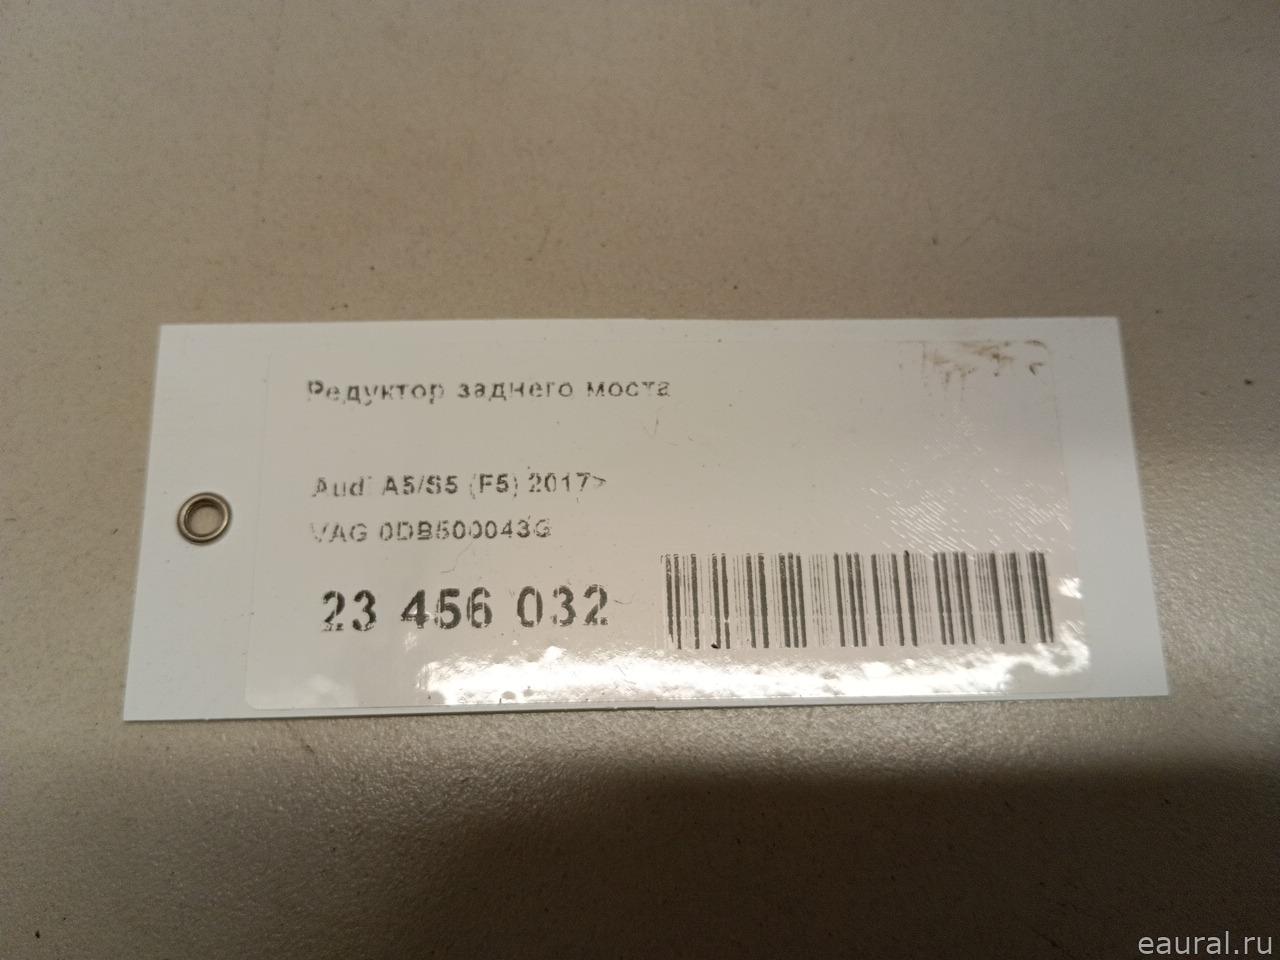 Редуктор заднего моста
Audi A5/S5 (F5) 2017>
VAG 0DB500043G
23 456 032
eaural.ru